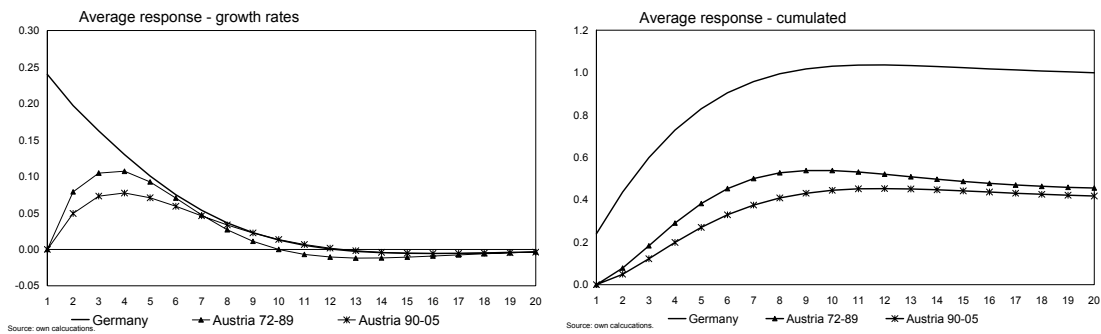 Average response - growth rates
0.30
0.25
0.20
0.15
0.10
0.05
0.00
-0.05
1 2 3 4 5 6 7 8 9 10 11 12 13 14 15 16 17 18 19 20
Germany Austria 72-89 Austria 90-05
Source: own calcucations.
Average response - cumulated
1.2
1.0
0.8
0.6
0.4
0.2
0.0
1 2 3 4 5 6 7 8 9 10 11 12 13 14 15 16 17 18 19 20
Germany Austria 72-89 Austria 90-05
Source: own calcucations.